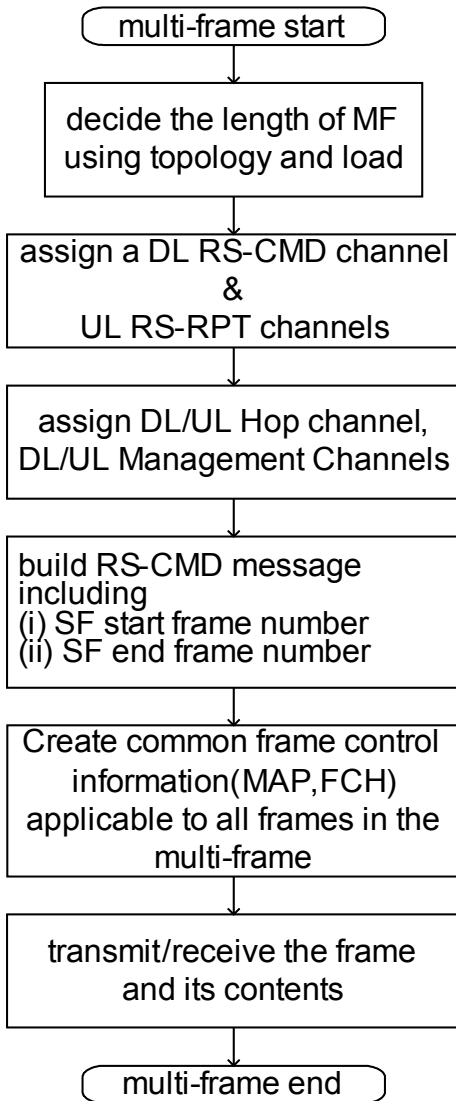 multi-frame start
decide the length of MF
using topology and load
assign a DL RS-CMD channel
&
UL RS-RPT channels
assign DL/UL Hop channel,
DL/UL Management Channels
build RS-CMD message
including
(i) SF start frame number
(ii) SF end frame number
Create common frame control
information(MAP,FCH)
applicable to all frames in the
multi-frame
transmit/receive the frame
and its contents
multi-frame end